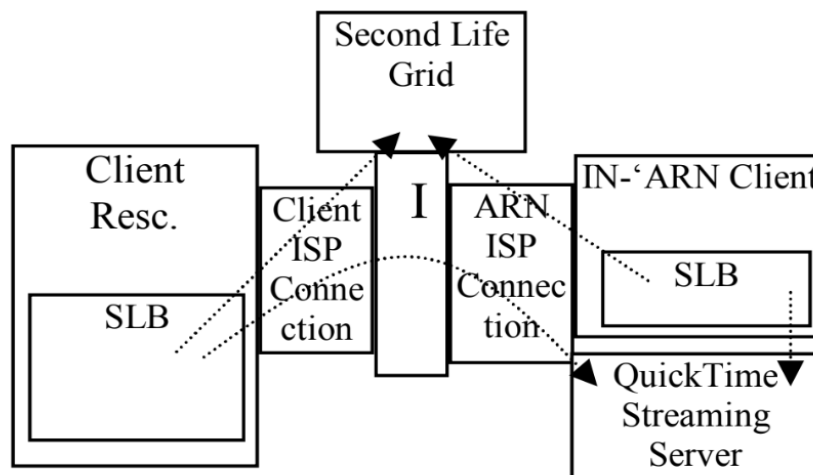 Second Life
Grid
Client
Resc.
SLB
Client
ISP
Conne
ction
I
ARN
ISP
Connec
tion
IN-‘ARN Client
SLB
QuickTime
Streaming
Server